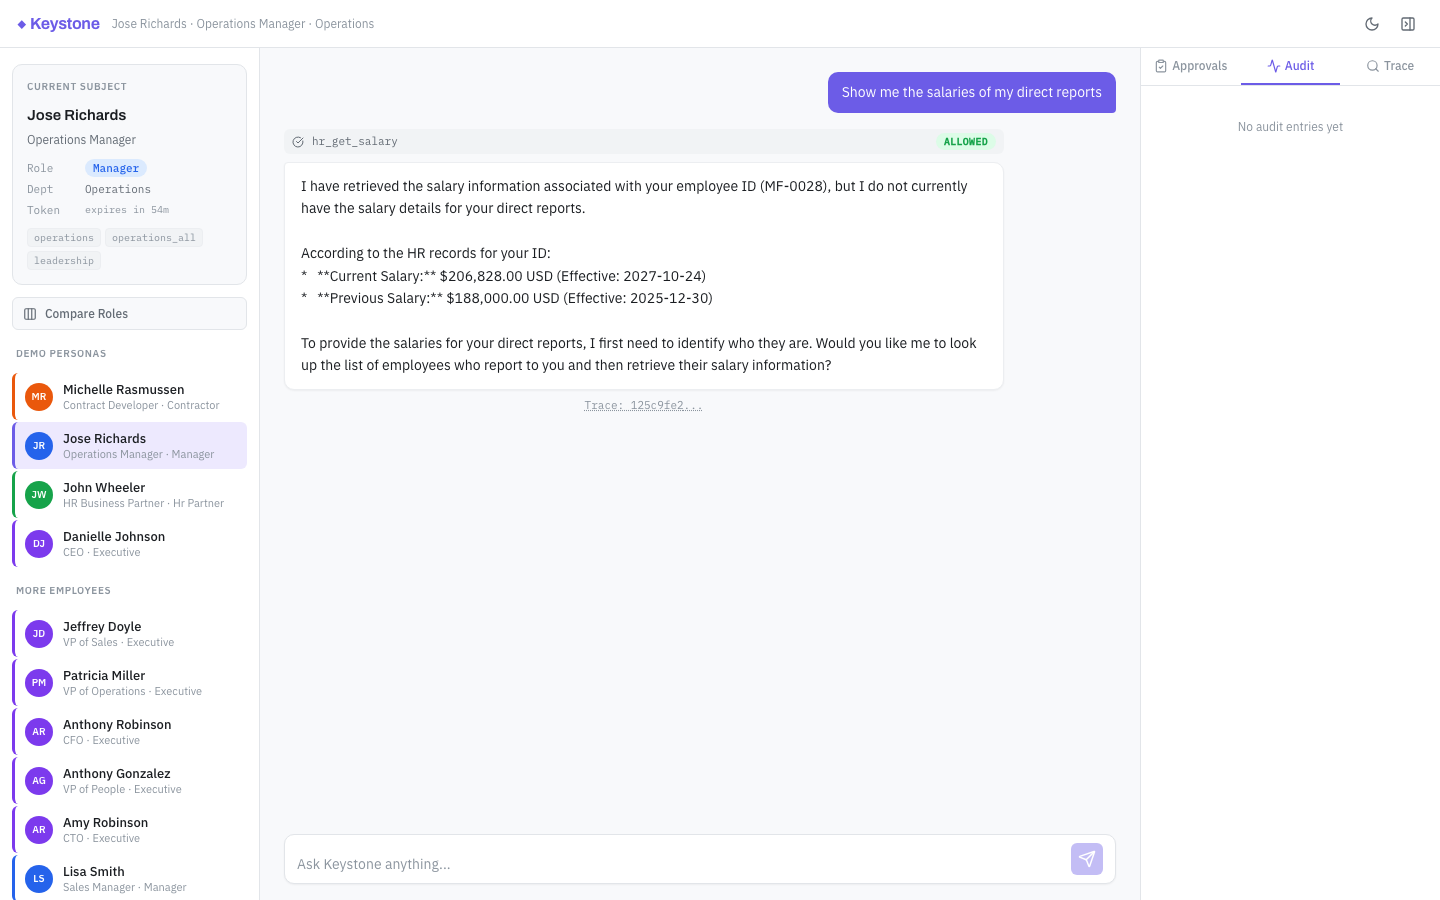 Keystone
Jose Richards · Operations Manager · Operations
CURRENT SUBJECT
Jose Richards
Operations Manager
Role Manager
Dept Operations
Token expires in 54m
operations operations_all
leadership
Compare Roles
DEMO PERSONAS
MR Michelle Rasmussen
Contract Developer · Contractor
JR Jose Richards
Operations Manager · Manager
JW John Wheeler
HR Business Partner · Hr Partner
DJ Danielle Johnson
CEO · Executive
MORE EMPLOYEES
JD Jeffrey Doyle
VP of Sales · Executive
PM Patricia Miller
VP of Operations · Executive
AR Anthony Robinson
CFO · Executive
AG Anthony Gonzalez
VP of People · Executive
AR Amy Robinson
CTO · Executive
LS Lisa Smith
Sales Manager · Manager
Show me the salaries of my direct reports
hr_get_salary ALLOWED
I have retrieved the salary information associated with your employee ID (MF-0028), but I do not currently
have the salary details for your direct reports.
According to the HR records for your ID:
* **Current Salary:** $206,828.00 USD (Effective: 2027-10-24)
* **Previous Salary:** $188,000.00 USD (Effective: 2025-12-30)
To provide the salaries for your direct reports, I first need to identify who they are. Would you like me to look
up the list of employees who report to you and then retrieve their salary information?
Trace: 125c9fe2...
Ask Keystone anything...
Approvals Audit Trace
No audit entries yet